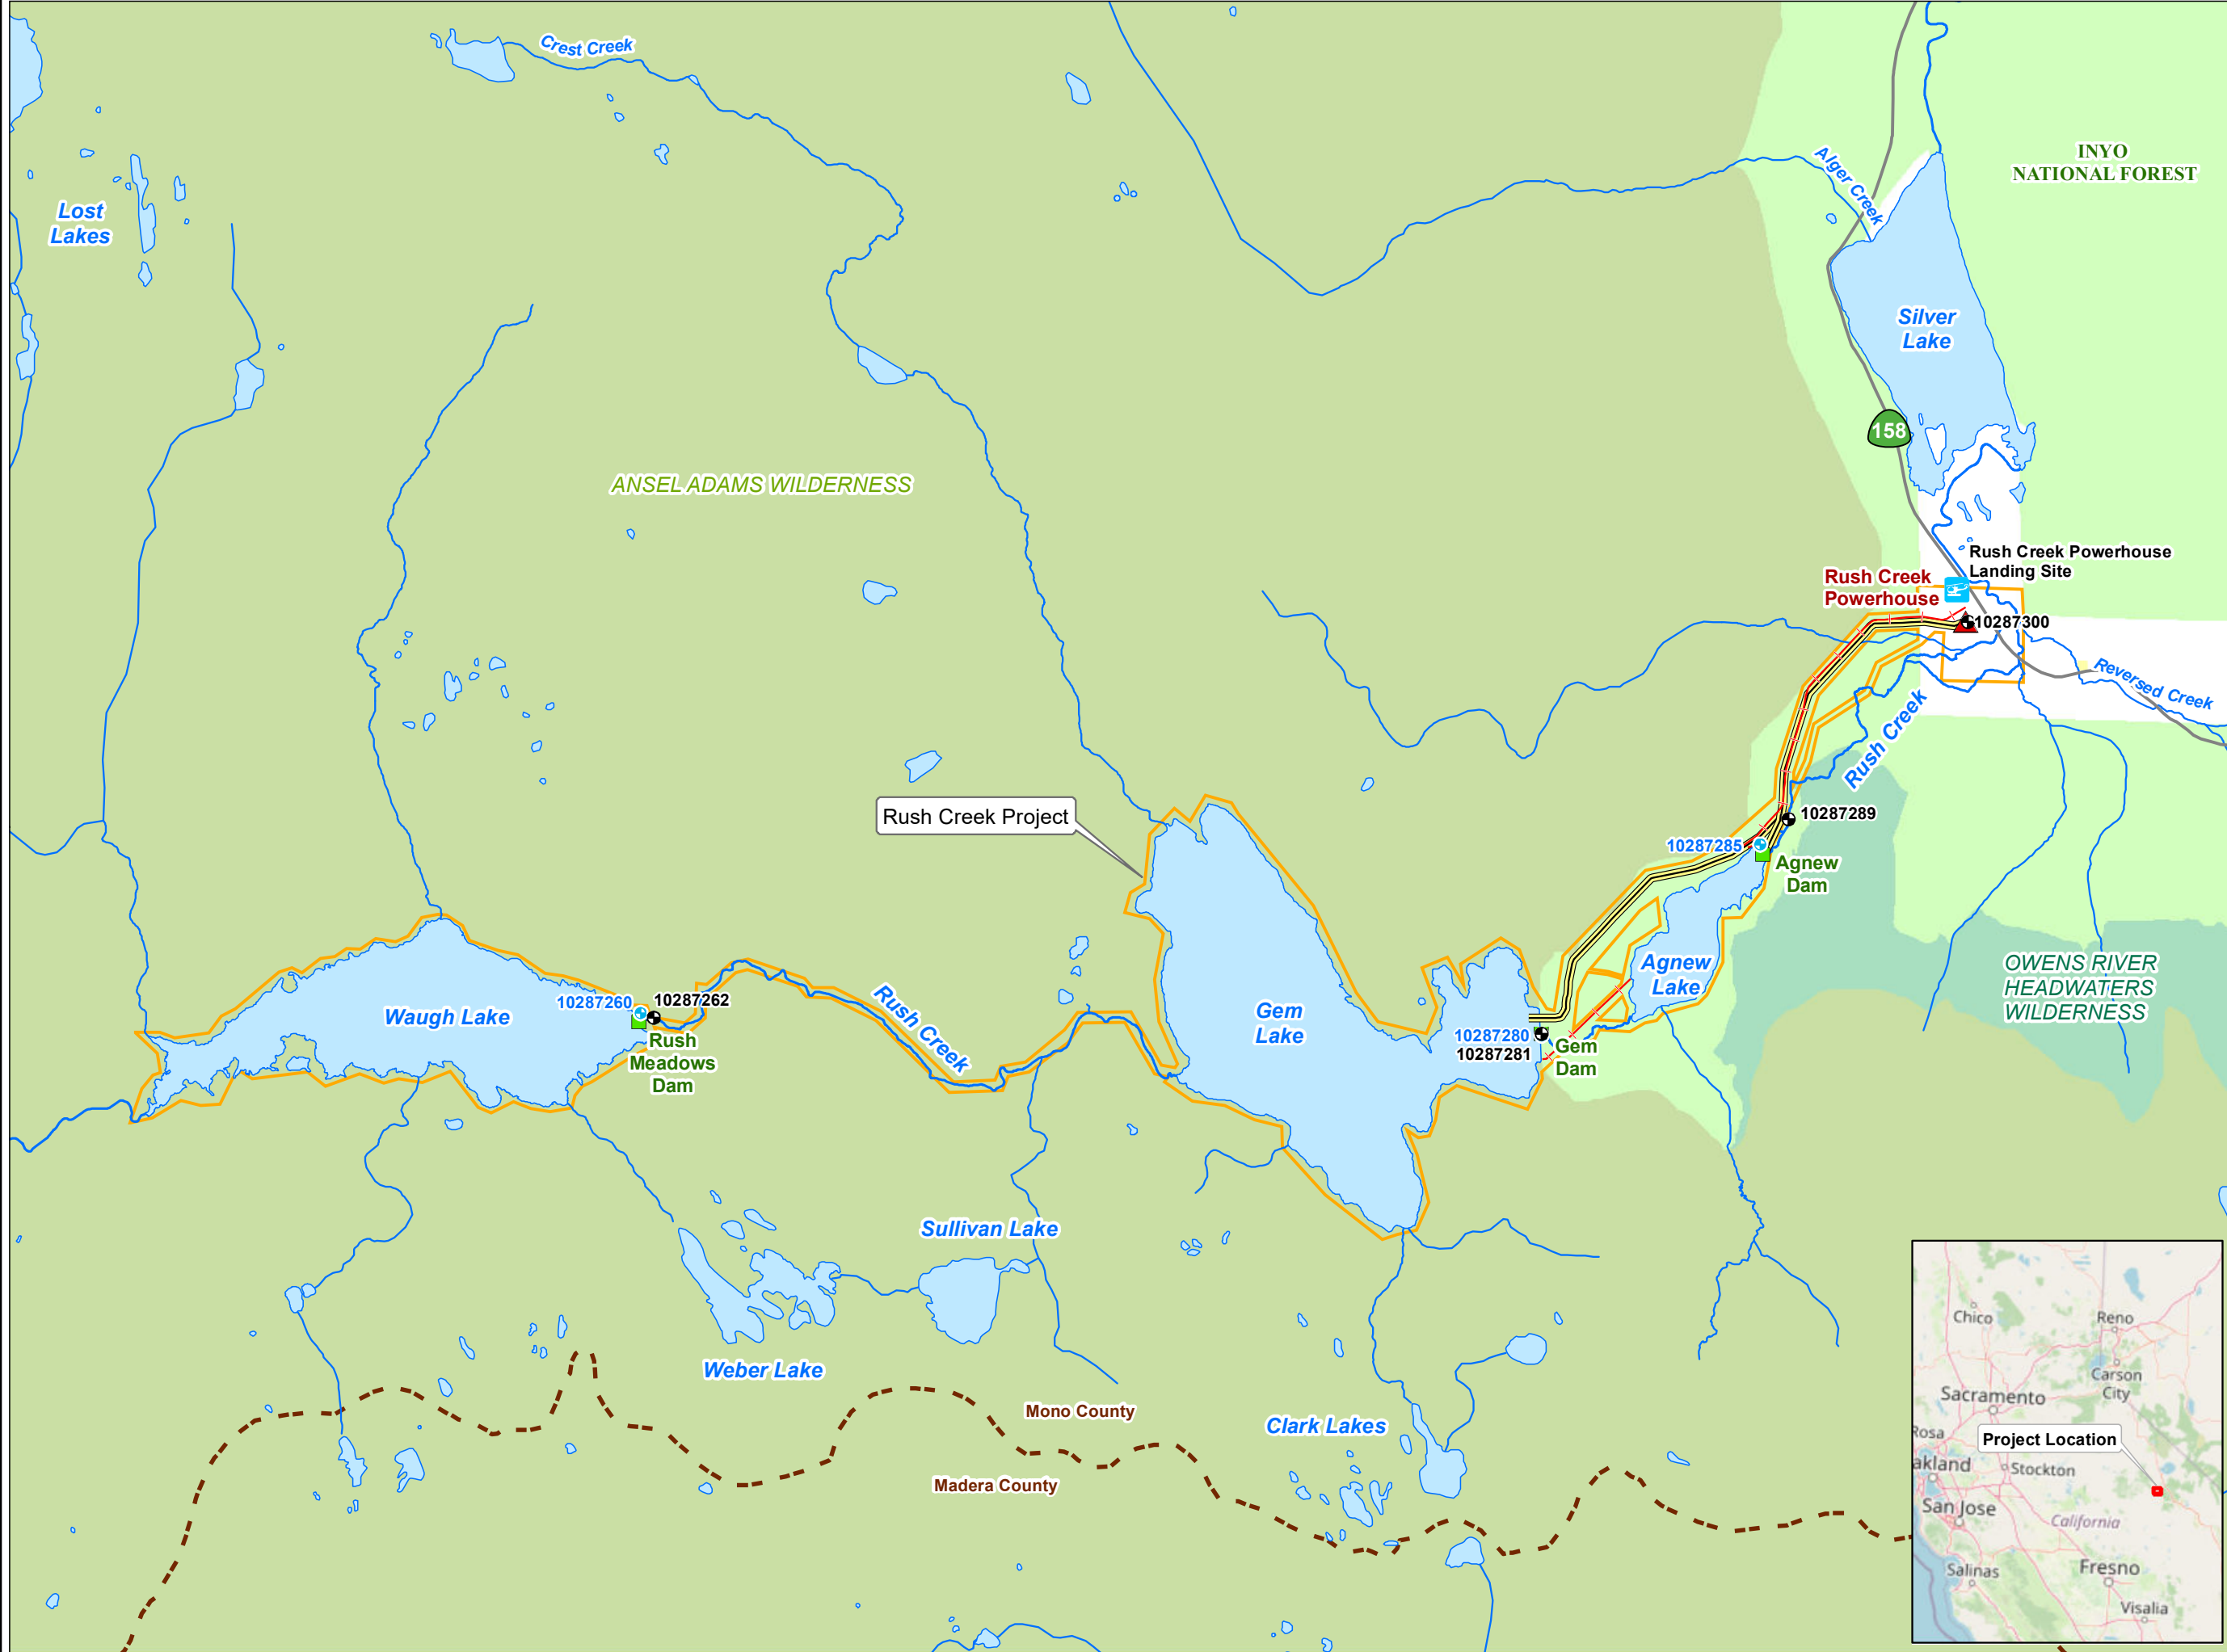 Crest Creek
Alger Creek
INYO
NATIONAL FOREST
Lost
Lakes
Silver
Lake
158
ANSEL ADAMS WILDERNESS
Rush Creek Powerhouse
Landing Site
Rush Creek
Powerhouse
10287300
Reversed Creek
Rush Creek
Rush Creek Project
10287289
10287285
Agnew
Dam
Agnew
Lake
OWENS RIVER
HEADWATERS
WILDERNESS
Waugh Lake
10287260
10287262
Rush
Meadows
Dam
Rush Creek
Gem
Lake
10287280
10287281
Gem
Dam
Sullivan Lake
Weber Lake
Mono County
Madera County
Clark Lakes
Chico
Reno
Carson
City
Sacramento
Rosa
Project Location
akland
Stockton
San Jose
California
Salinas
Fresno
Visalia